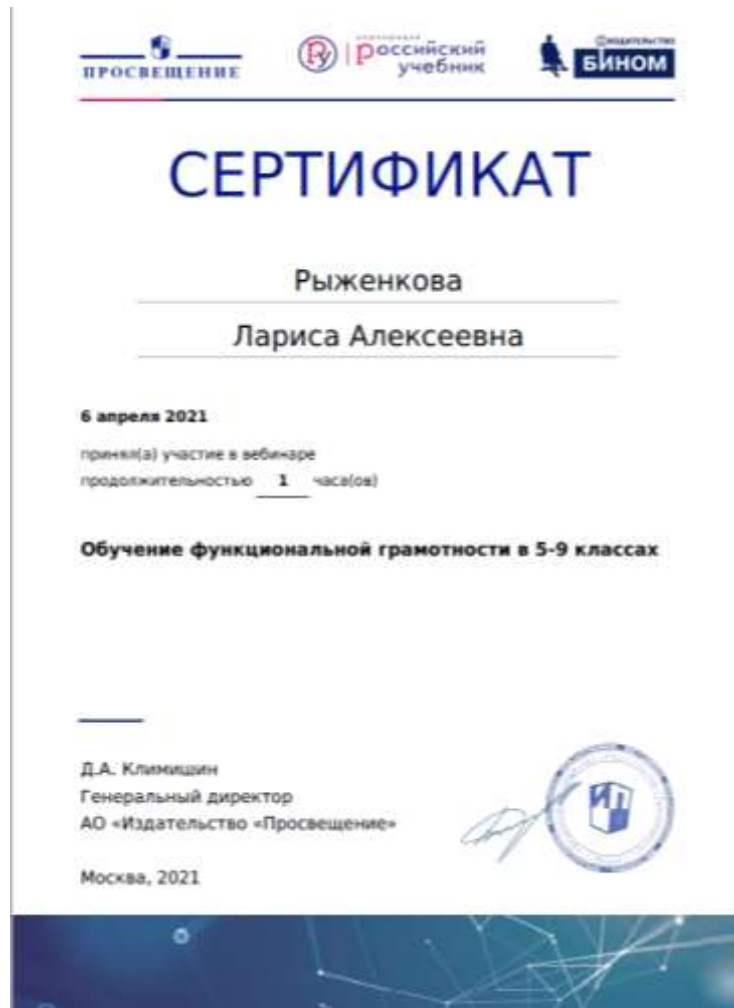 ПРОСВЕЩЕНИЕ
российский
учебник
БИНОМ
СЕРТИФИКАТ
Рыженкова
Лариса Алексеевна
6 апреля 2021
принял(а) участие в вебинаре
продолжительностью 1 часа(ов)
Обучение функциональной грамотности в 5-9 классах
Д.А. Климишин
Генеральный директор
АО «Издательство «Просвещение»
Москва, 2021